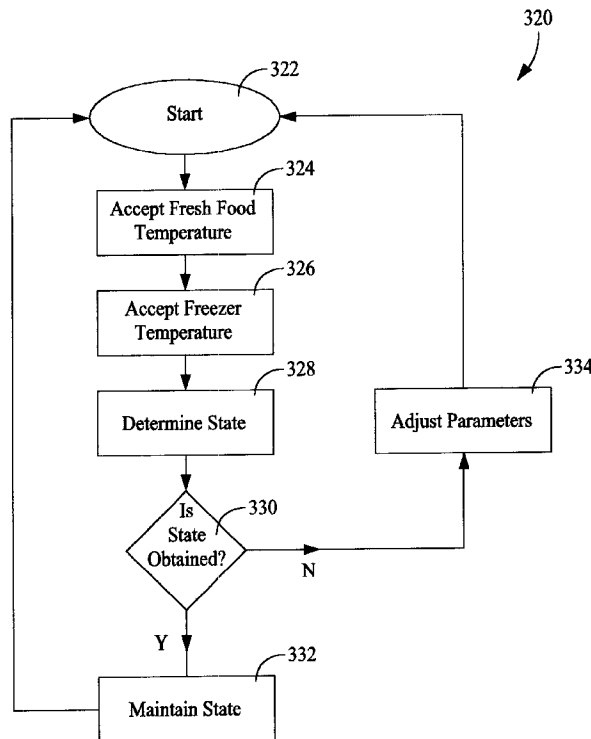 320
322
Start
324
Accept Fresh Food
Temperature
326
Accept Freezer
Temperature
328
Determine State
334
Adjust Parameters
330
Is
State
Obtained?
N
Y
332
Maintain State